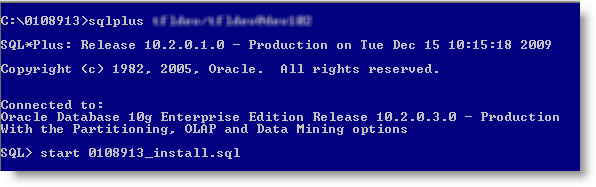 C:\0108913>sqlplus
SQL*Plus: Release 10.2.0.1.0 - Production on Tue Dec 15 10:15:18 2009
Copyright (c) 1982, 2005, Oracle.  All rights reserved.
Connected to:
Oracle Database 10g Enterprise Edition Release 10.2.0.3.0 - Production
With the Partitioning, OLAP and Data Mining options
SQL> start 0108913_install.sql